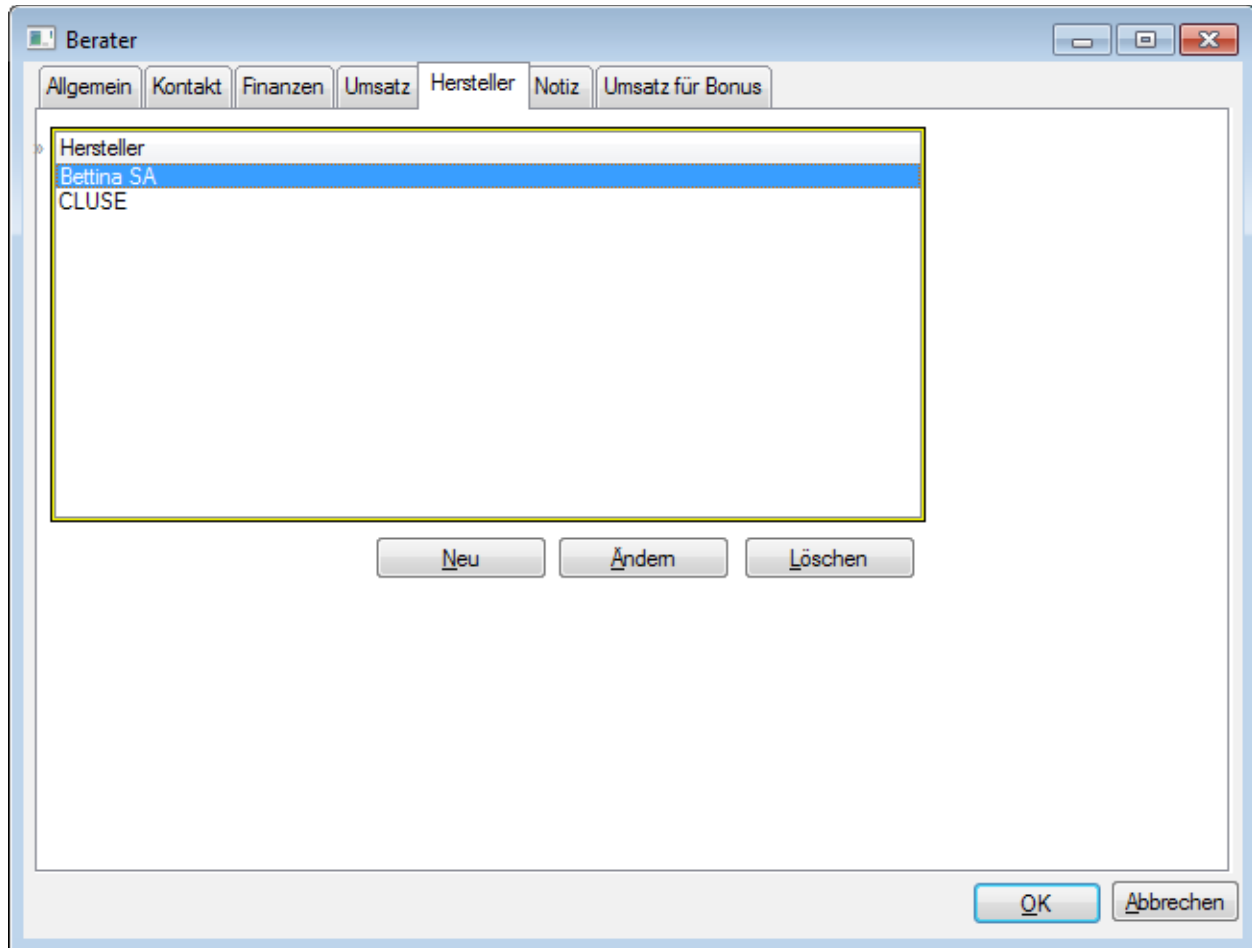 Berater
Allgemein Kontakt Finanzen Umsatz Hersteller Notiz Umsatz für Bonus
Hersteller
Bettina SA
CLUSE
Neu Ändern Löschen
OK Abbrechen